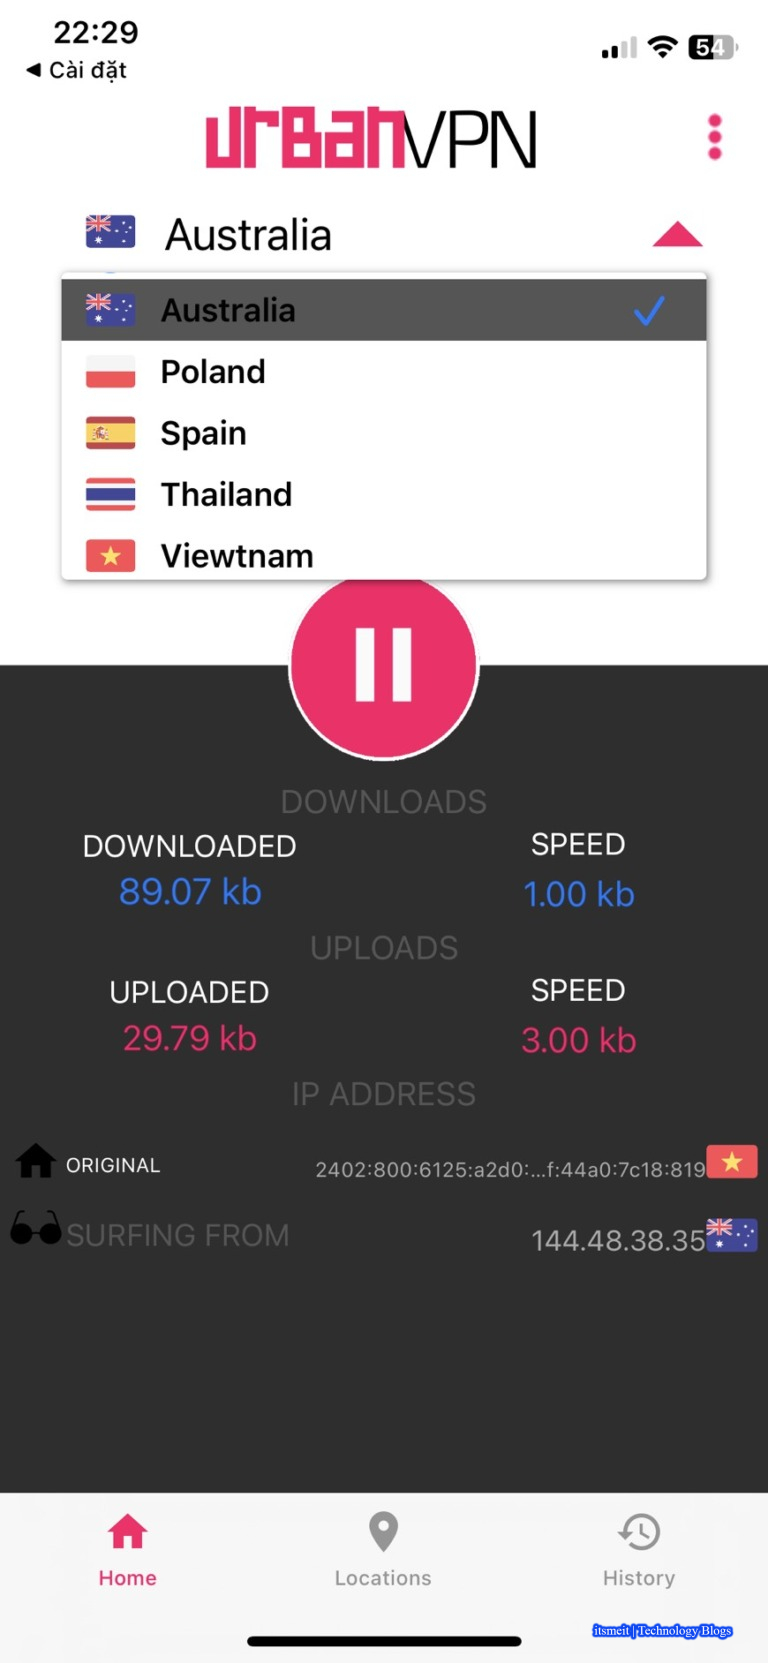 22:29
54
Cài đặt
urbanVPN
Australia
Australia
Poland
Spain
Thailand
Viewtnam
DOWNLOADS
DOWNLOADED SPEED
89.07 kb 1.00 kb
UPLOADS
UPLOADED SPEED
29.79 kb 3.00 kb
IP ADDRESS
ORIGINAL 2402:800:6125:a2d0:...f:44a0:7c18:819
SURFING FROM 144.48.38.35
Home Locations History
itsmeit | Technology Blogs